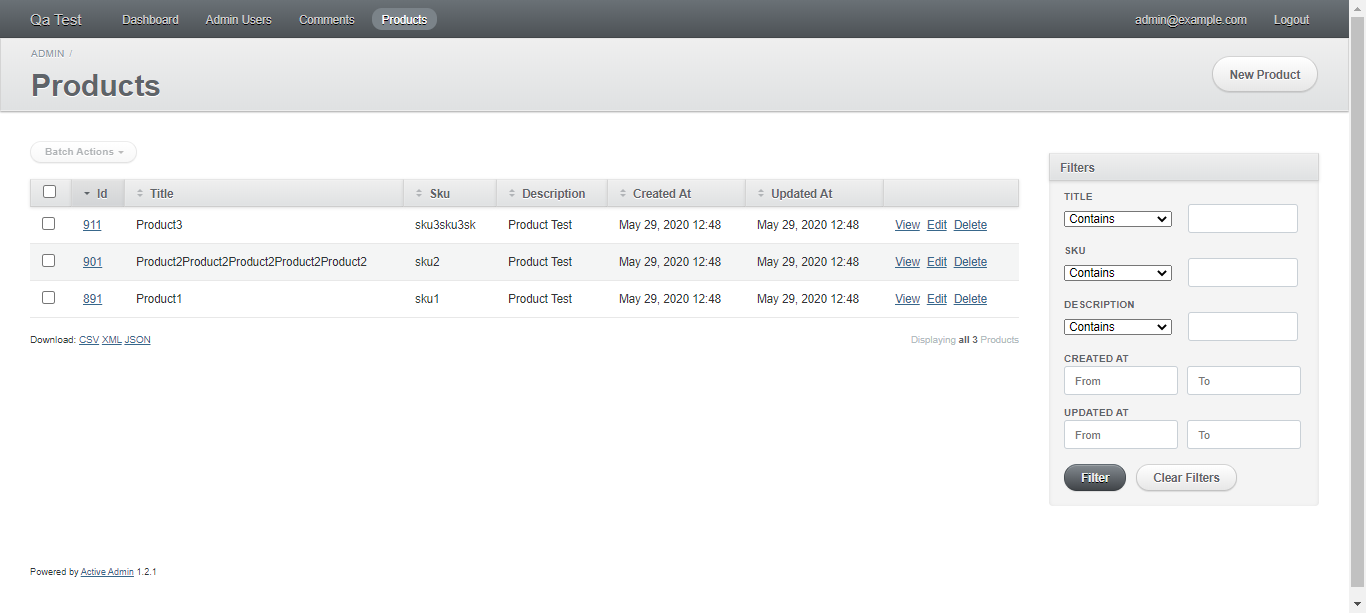 Qa Test Dashboard Admin Users Comments Products admin@example.com Logout
ADMIN /
Products
New Product
Batch Actions
Id Title Sku Description Created At Updated At
911 Product3 sku3sku3sk Product Test May 29, 2020 12:48 May 29, 2020 12:48 View Edit Delete
901 Product2Product2Product2Product2Product2 sku2 Product Test May 29, 2020 12:48 May 29, 2020 12:48 View Edit Delete
891 Product1 sku1 Product Test May 29, 2020 12:48 May 29, 2020 12:48 View Edit Delete
Download: CSV XML JSON
Displaying all 3 Products
Filters
TITLE
Contains
SKU
Contains
DESCRIPTION
Contains
CREATED AT
From To
UPDATED AT
From To
Filter Clear Filters
Powered by Active Admin 1.2.1